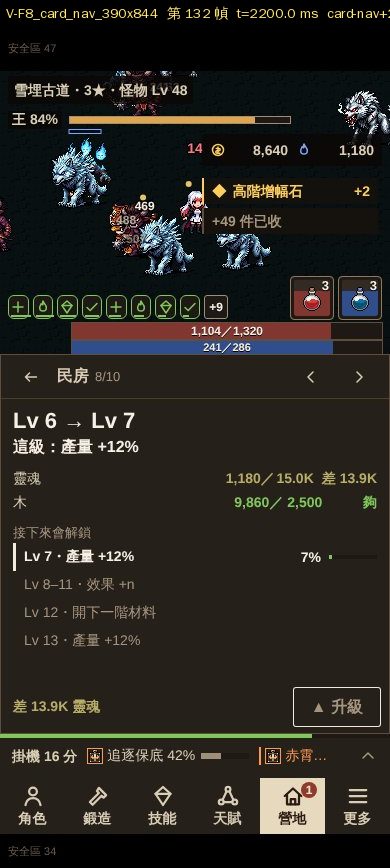 V-F8_card_nav_390x844 第 132 幀 t=2200.0 ms card-nav+
安全區 47
雪埋古道・3★・怪物 Lv 48
王 84%
14
8,640 1,180
高階增幅石 +2
469
488
+49 件已收
3 3
+9
1,104／1,320
241／286
民房 8/10
Lv 6 → Lv 7
這級：產量 +12%
靈魂 1,180／15.0K 差 13.9K
木 9,860／2,500 夠
接下來會解鎖
Lv 7・產量 +12% 7%
Lv 8–11・效果 +n
Lv 12・開下一階材料
Lv 13・產量 +12%
差 13.9K 靈魂
▲ 升級
掛機 16 分 追逐保底 42% 赤霄…
1
角色 鍛造 技能 天賦 營地 更多
安全區 34